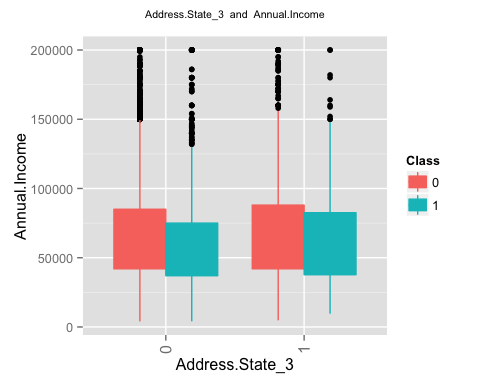 Address.State_3 and Annual.Income
200000
150000
100000
50000
0
Annual.Income
0
1
Address.State_3
Class
0
1